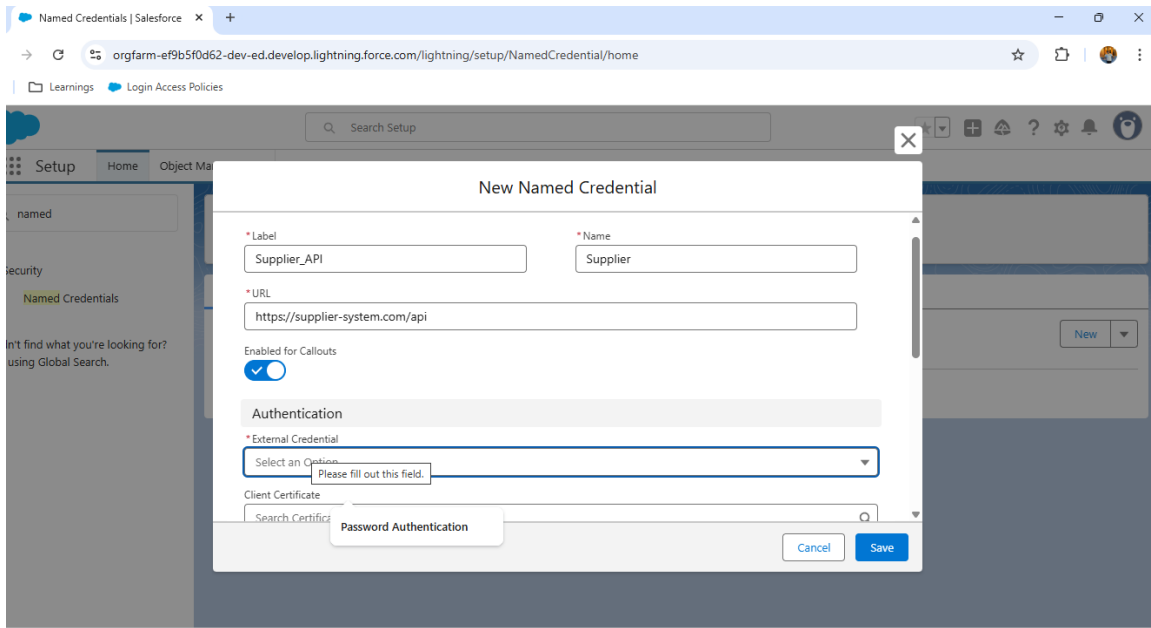 Named Credentials | Salesforce
orgfarm-ef9b5f0d62-dev-ed.develop.lightning.force.com/lightning/setup/NamedCredential/home
Learnings Login Access Policies
Search Setup
Setup Home Object Ma
named
New Named Credential
* Label * Name
Supplier_API Supplier
ecurity
* URL
Named Credentials
https://supplier-system.com/api
New
n't find what you're looking for?
using Global Search.
Enabled for Callouts
Authentication
* External Credential
Select an Option
Please fill out this field.
Client Certificate
Search Certifica
Password Authentication
Cancel Save